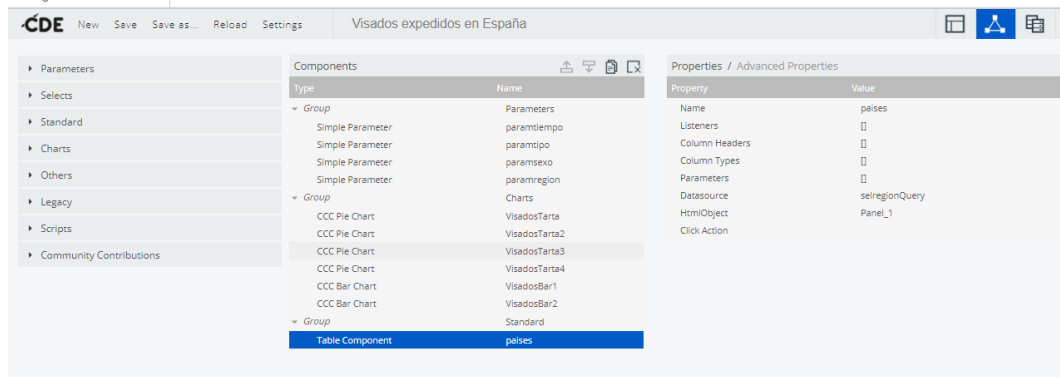 CDE New Save Save as... Reload Settings Visados expedidos en España
Parameters
Selects
Standard
Charts
Others
Legacy
Scripts
Community Contributions
Components
Type Name
Group Parameters
Simple Parameter paramtiempo
Simple Parameter paramtipo
Simple Parameter paramsexo
Simple Parameter paramregion
Group Charts
CCC Pie Chart VisadosTarta
CCC Pie Chart VisadosTarta2
CCC Pie Chart VisadosTarta3
CCC Pie Chart VisadosTarta4
CCC Bar Chart VisadosBar1
CCC Bar Chart VisadosBar2
Group Standard
Table Component paises
Properties / Advanced Properties
Property Value
Name paises
Listeners []
Column Headers []
Column Types []
Parameters []
Datasource selregionQuery
HtmlObject Panel_1
Click Action